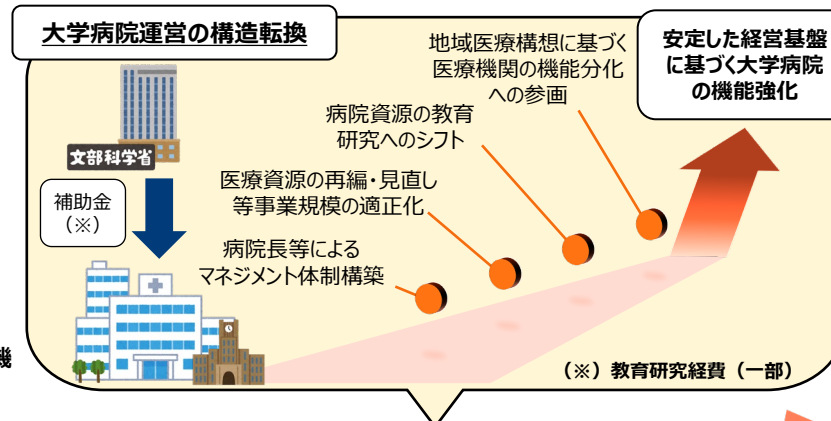 大学病院運営の構造転換
地域医療構想に基づく
医療機関の機能分化
への参画
安定した経営基盤
に基づく大学病院
の機能強化
病院資源の教育
研究へのシフト
文部科学省
補助金
（※）
医療資源の再編・見直し
等事業規模の適正化
病院長等による
マネジメント体制構築
機
（※）教育研究経費（一部）